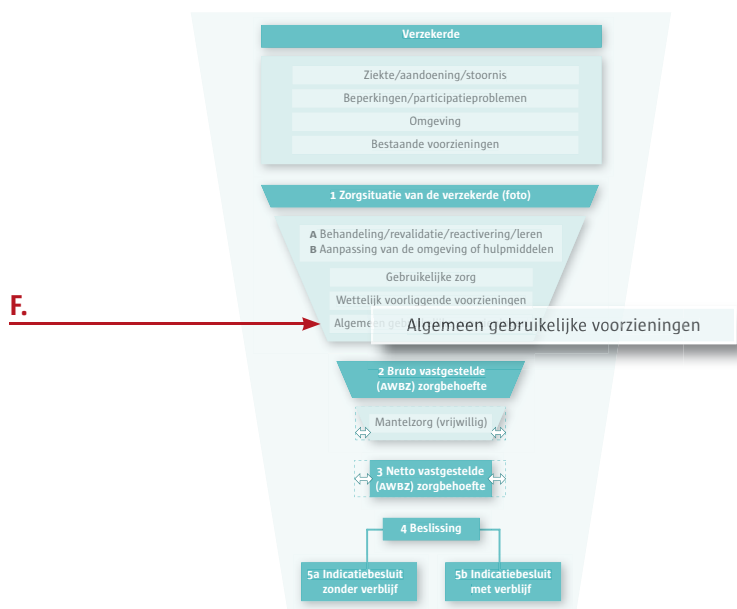 Verzekerde
Ziekte/aandoening/stoornis
Beperkingen/participatieproblemen
Omgeving
Bestaande voorzieningen
1 Zorgsituatie van de verzekerde (foto)
A Behandeling/revalidatie/reactivering/leren
B Aanpassing van de omgeving of hulpmiddelen
Gebruikelijke zorg
Wettelijk voorliggende voorzieningen
F.
Algemeen
Algemeen gebruikelijke voorzieningen
2 Bruto vastgestelde
(AWBZ) zorgbehoefte
Mantelzorg (vrijwillig)
3 Netto vastgestelde
(AWBZ) zorgbehoefte
4 Beslissing
5a Indicatiebesluit
zonder verblijf
5b Indicatiebesluit
met verblijf